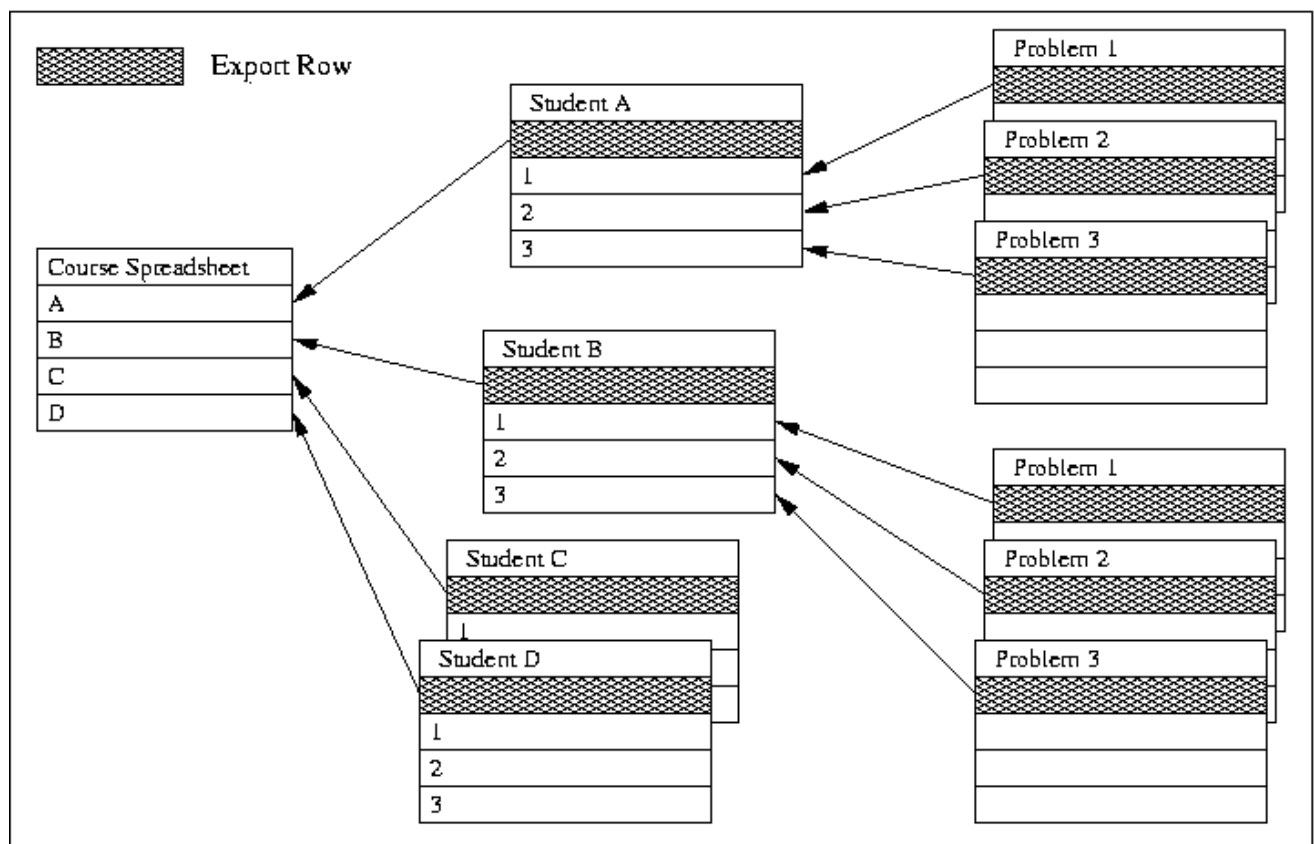 Export Row
Problem 1
Student A
Problem 2
1
2
Problem 3
3
Course Spreadsheet
A
B
C
D
Student B
1
2
3
Problem 1
Student C
Problem 2
1
Student D
Problem 3
1
2
3